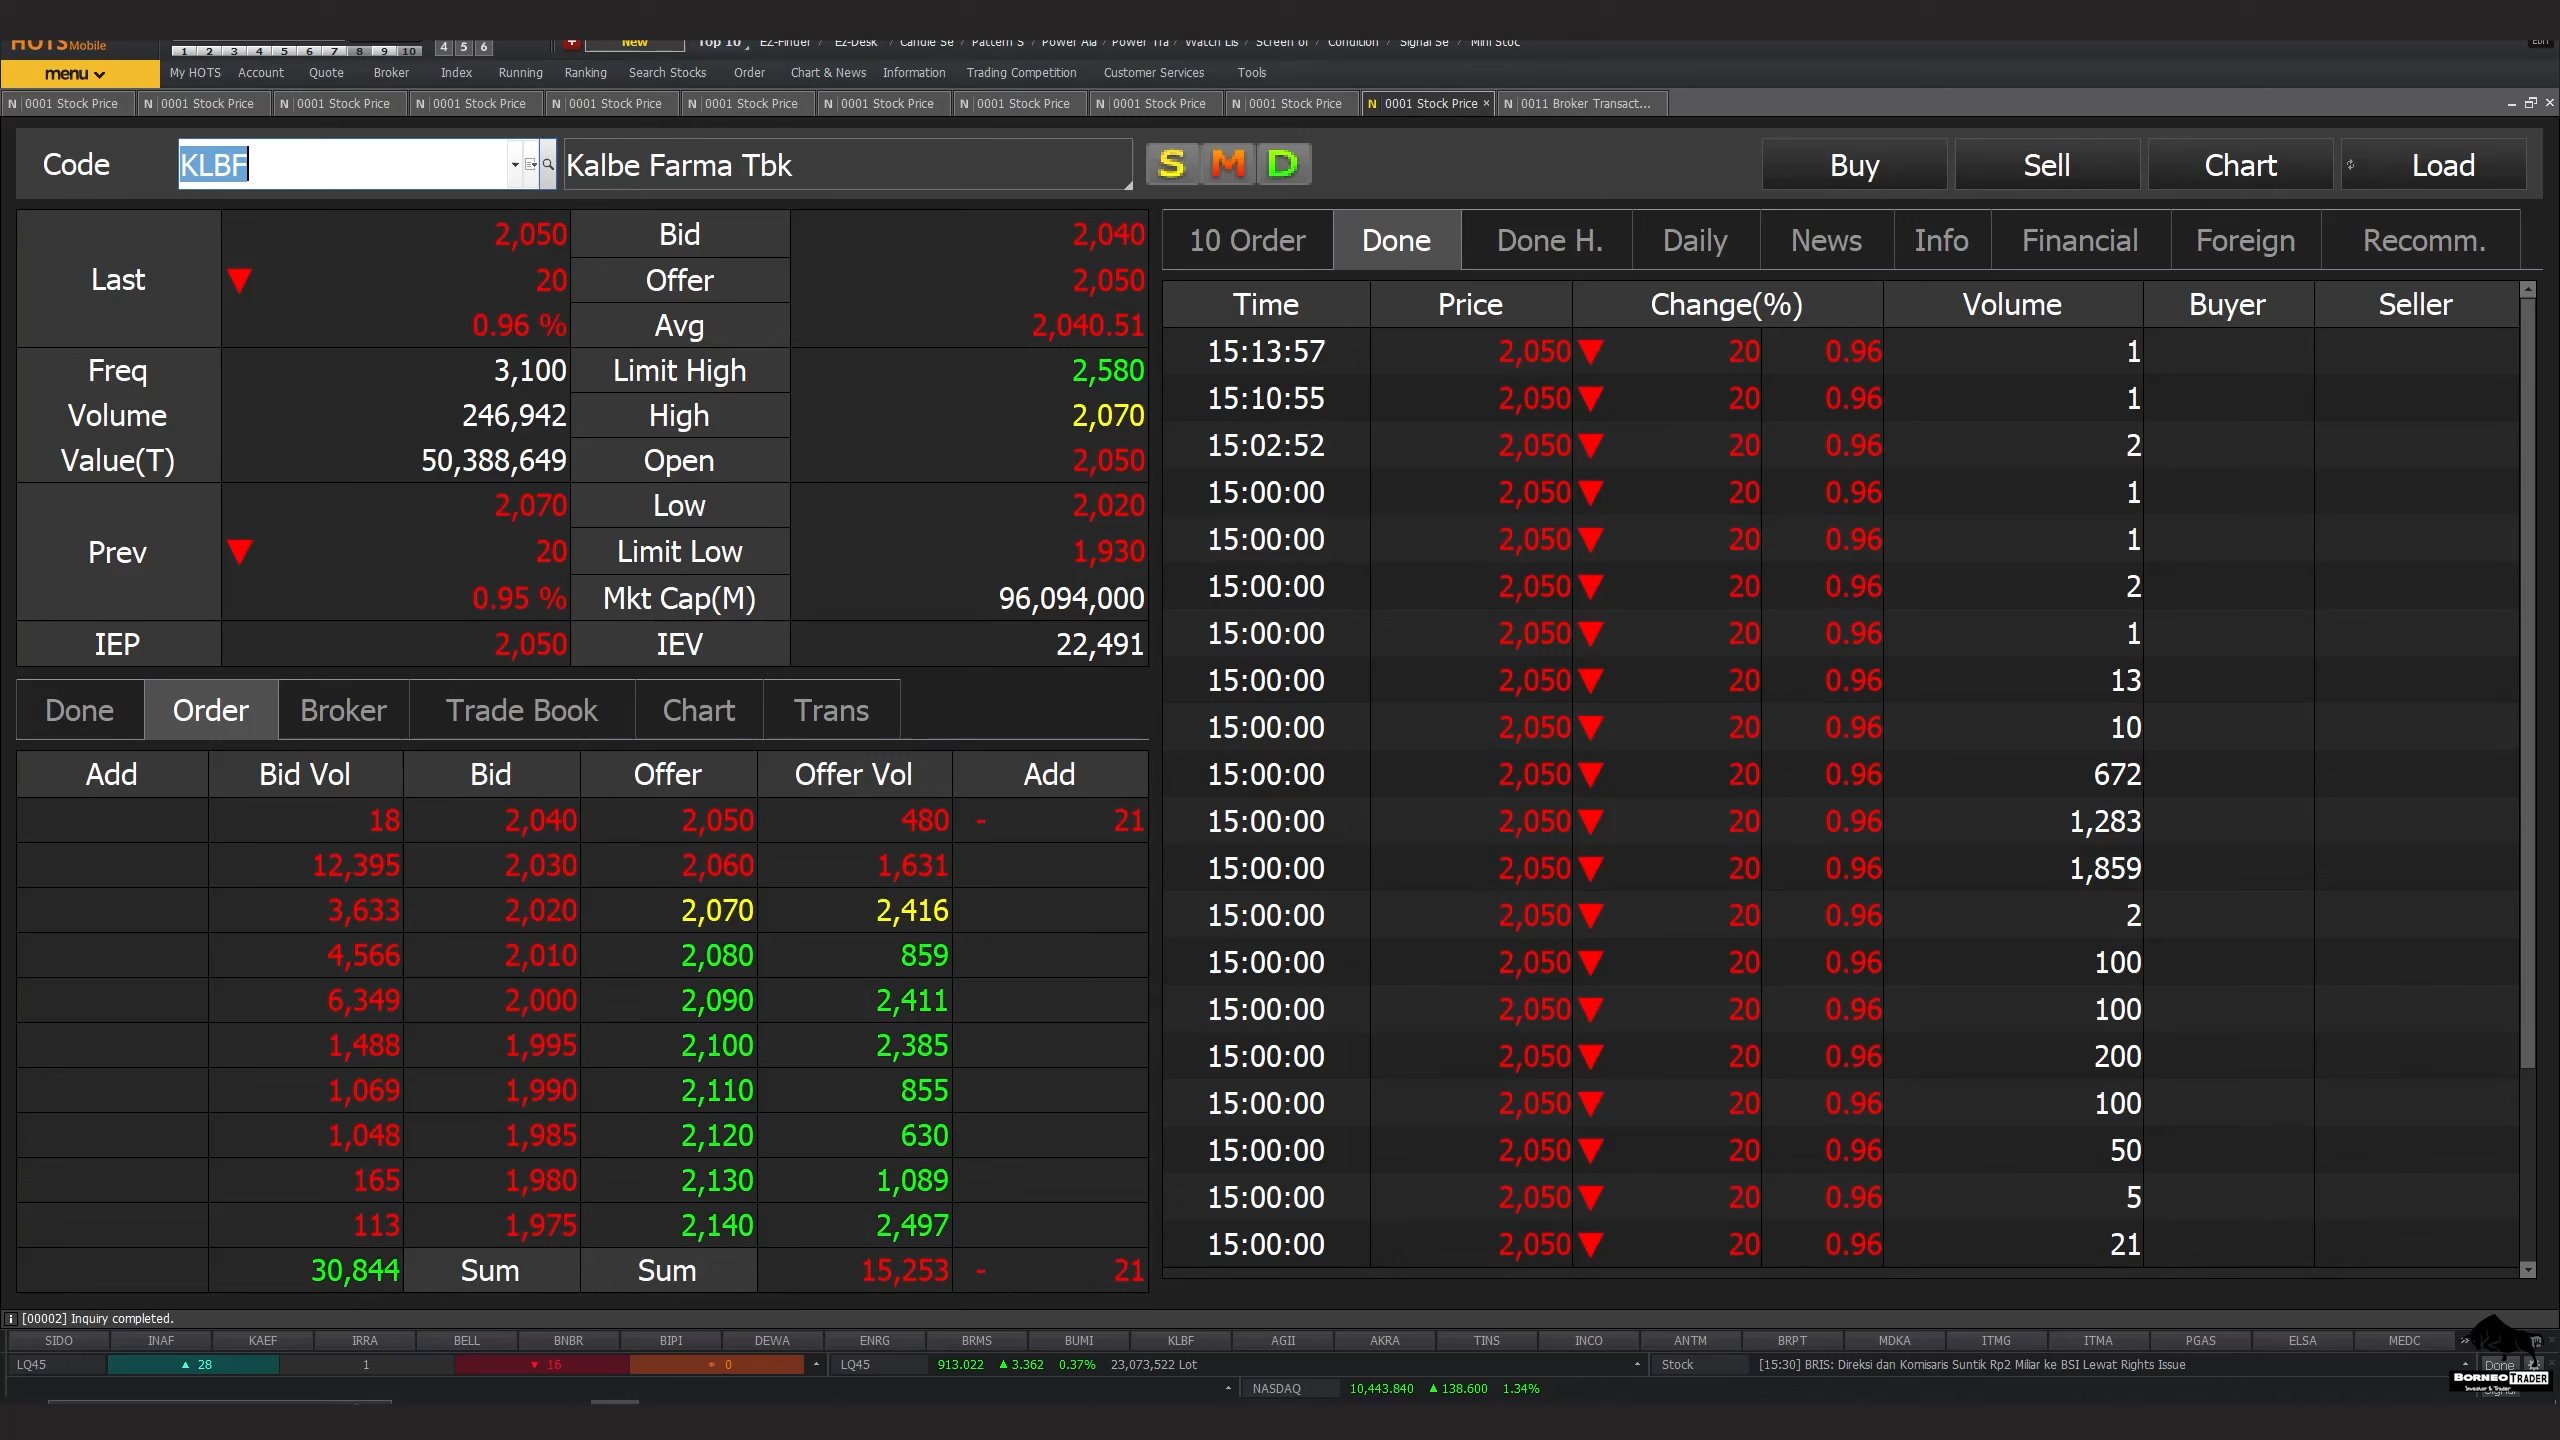 HOTS Mobile
1 2 3 4 5 6 7 8 9 10 4 5 6 New Top 10 EZ-Finder / EZ-Desk / Candle Se / Pattern S / Power Ala / Power Tra / Watch Lis / Screen or / Condition / Signal Se / Mini Stoc
menu My HOTS Account Quote Broker Index Running Ranking Search Stocks Order Chart & News Information Trading Competition Customer Services Tools
N 0001 Stock Price N 0001 Stock Price N 0001 Stock Price N 0001 Stock Price N 0001 Stock Price N 0001 Stock Price N 0001 Stock Price N 0001 Stock Price N 0001 Stock Price N 0001 Stock Price N 0001 Stock Price × N 0011 Broker Transact...
Code KLBF Kalbe Farma Tbk S M D Buy Sell Chart Load
Last ▼ 2,050 20 0.96 %
Bid 2,040
Offer 2,050
Avg 2,040.51
Freq 3,100 Limit High 2,580
Volume 246,942 High 2,070
Value(T) 50,388,649 Open 2,050
Prev ▼ 2,070 20 0.95 %
Low 2,020
Limit Low 1,930
Mkt Cap(M) 96,094,000
IEP 2,050 IEV 22,491
Done Order Broker Trade Book Chart Trans
Add Bid Vol Bid Offer Offer Vol Add
18 2,040 2,050 480 - 21
12,395 2,030 2,060 1,631
3,633 2,020 2,070 2,416
4,566 2,010 2,080 859
6,349 2,000 2,090 2,411
1,488 1,995 2,100 2,385
1,069 1,990 2,110 855
1,048 1,985 2,120 630
165 1,980 2,130 1,089
113 1,975 2,140 2,497
30,844 Sum Sum 15,253 - 21
10 Order Done Done H. Daily News Info Financial Foreign Recomm.
Time Price Change(%) Volume Buyer Seller
15:13:57 2,050 ▼ 20 0.96 1
15:10:55 2,050 ▼ 20 0.96 1
15:02:52 2,050 ▼ 20 0.96 2
15:00:00 2,050 ▼ 20 0.96 1
15:00:00 2,050 ▼ 20 0.96 1
15:00:00 2,050 ▼ 20 0.96 2
15:00:00 2,050 ▼ 20 0.96 1
15:00:00 2,050 ▼ 20 0.96 13
15:00:00 2,050 ▼ 20 0.96 10
15:00:00 2,050 ▼ 20 0.96 672
15:00:00 2,050 ▼ 20 0.96 1,283
15:00:00 2,050 ▼ 20 0.96 1,859
15:00:00 2,050 ▼ 20 0.96 2
15:00:00 2,050 ▼ 20 0.96 100
15:00:00 2,050 ▼ 20 0.96 100
15:00:00 2,050 ▼ 20 0.96 200
15:00:00 2,050 ▼ 20 0.96 100
15:00:00 2,050 ▼ 20 0.96 50
15:00:00 2,050 ▼ 20 0.96 5
15:00:00 2,050 ▼ 20 0.96 21
[00002] Inquiry completed.
SIDO INAF KAEF IRRA BELL BNBR BIPI DEWA ENRG BRMS BUMI KLBF AGII AKRA TINS INCO ANTM BRPT MDKA ITMG ITMA PGAS ELSA MEDC
LQ45 ▲ 28 1 ▼ 16 0 LQ45 913.022 ▲ 3.362 0.37% 23,073,522 Lot Stock [15:30] BRIS: Direksi dan Komisaris Suntik Rp2 Miliar ke BSI Lewat Rights Issue Done
NASDAQ 10,443.840 ▲ 138.600 1.34%
BORNEO TRADER
Investor & Trader